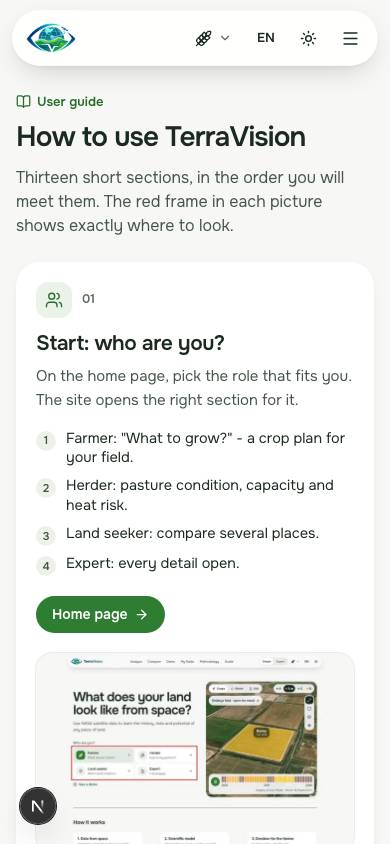 EN
User guide
How to use TerraVision
Thirteen short sections, in the order you will
meet them. The red frame in each picture
shows exactly where to look.
01
Start: who are you?
On the home page, pick the role that fits you.
The site opens the right section for it.
1 Farmer: "What to grow?" - a crop plan for
your field.
2 Herder: pasture condition, capacity and
heat risk.
3 Land seeker: compare several places.
4 Expert: every detail open.
Home page →
TerraVision
What does your land
look like from space?
How it works
N